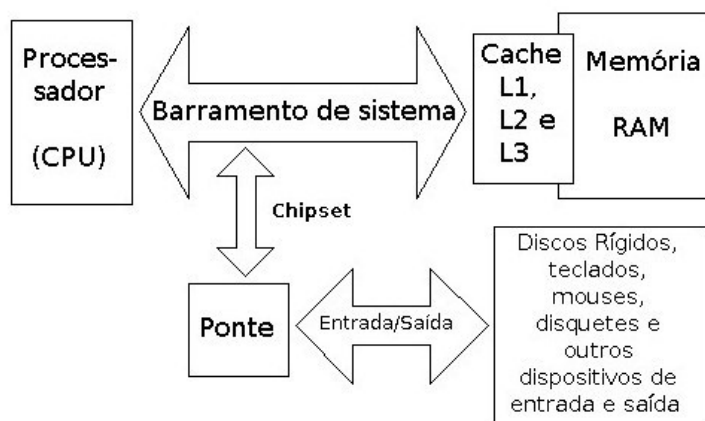 Proces-
sador
(CPU)
Barramento de sistema
Cache
L1,
L2 e
L3
Memória
RAM
Chipset
Ponte
Entrada/Saída
Discos Rígidos,
teclados,
mouses,
disquetes e
outros
dispositivos de
entrada e saída